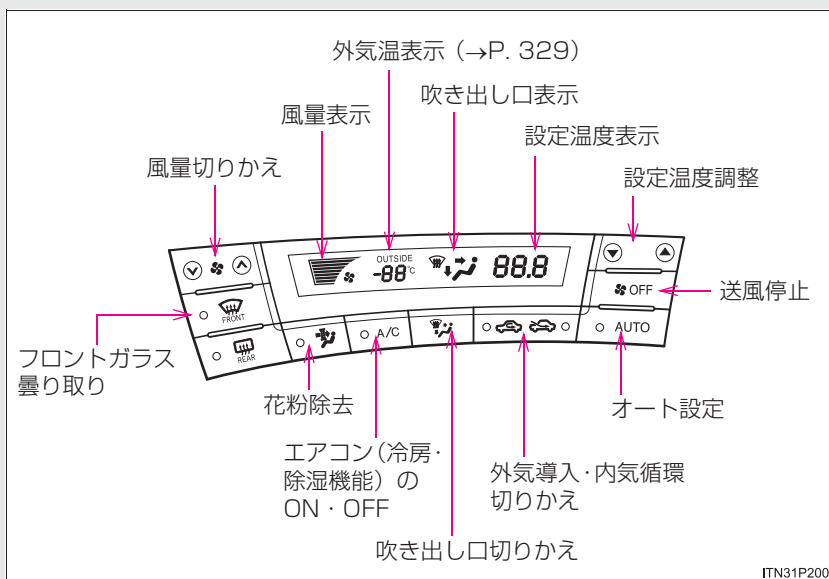 外気温表示（→P. 329）
吹き出し口表示
風量表示
設定温度表示
風量切りかえ
設定温度調整
OUTSIDE
-88℃
88.8
OFF
送風停止
FRONT
A/C
AUTO
REAR
フロントガラス
曇り取り
花粉除去
オート設定
エアコン（冷房・
除湿機能）の
ON・OFF
外気導入・内気循環
切りかえ
吹き出し口切りかえ
ITN31P200